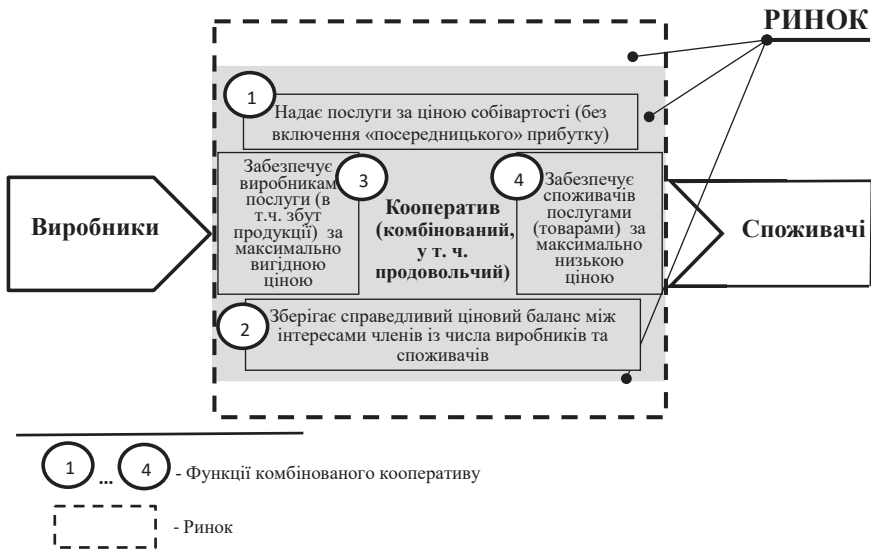 РИНОК
1
Надає послуги за ціною собівартості (без
включення «посередницького» прибутку)
Виробники
Забезпечує
виробникам
послуги (в
т.ч. збут
продукції) за
максимально
вигідною
ціною
3
Кооператив
(комбінований,
у т. ч.
продовольчий)
4
Забезпечує
споживачів
послугами
(товарами) за
максимально
низькою
ціною
Споживачі
2
Зберігає справедливий ціновий баланс між
інтересами членів із числа виробників та
споживачів
1 ... 4 - Функції комбінованого кооперативу
- Ринок